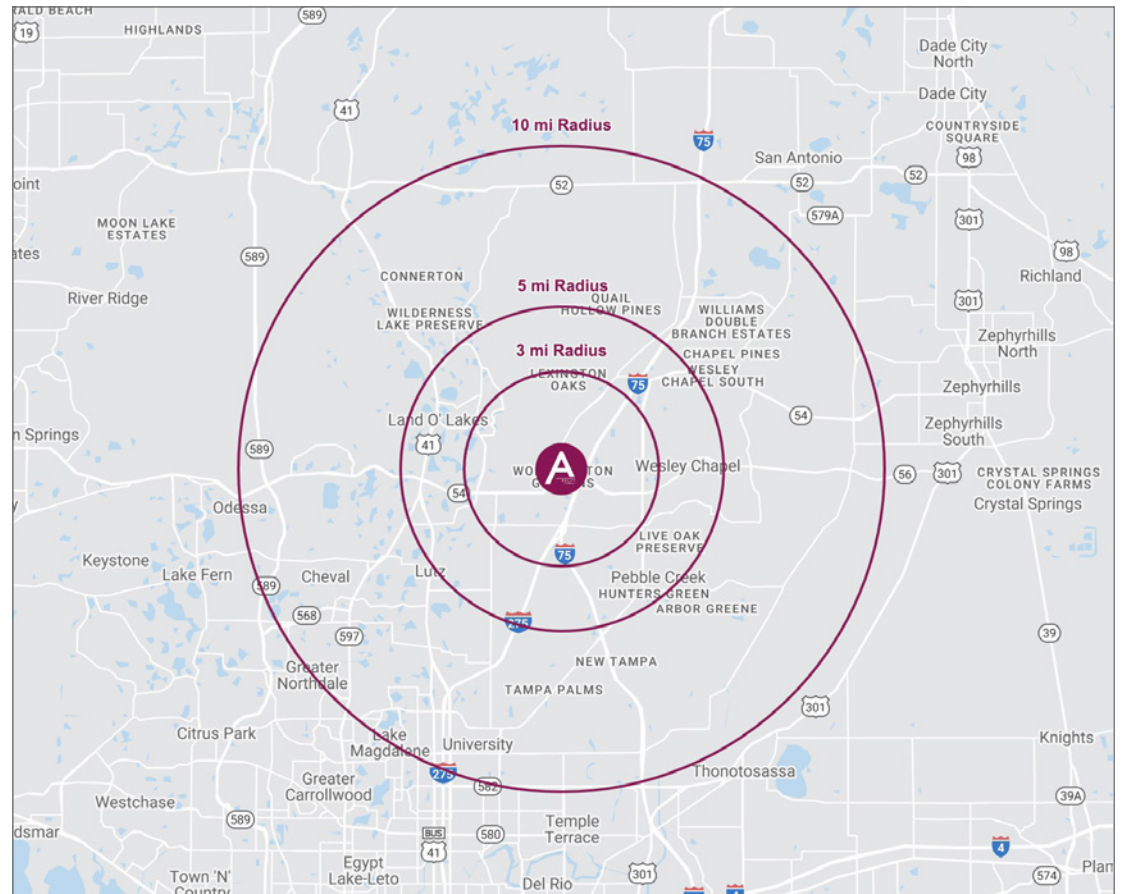 RALD BEACH
19
HIGHLANDS
589
41
Dade City
North
Dade City
COUNTRYSIDE
SQUARE
98
10 mi Radius
75
San Antonio
52
52
52
oint
579A
301
MOON LAKE
ESTATES
ates
589
98
Richland
River Ridge
CONNERTON
5 mi Radius
QUAIL
HOLLOW PINES
301
WILDERNESS
LAKE PRESERVE
WILLIAMS
DOUBLE
BRANCH ESTATES
Zephyrhills
North
3 mi Radius
CHAPEL PINES
LEXINGTON
OAKS
75
WESLEY
CHAPEL SOUTH
Zephyrhills
54
Land O' Lakes
41
Zephyrhills
South
n Springs
589
A
Wesley Chapel
56
301
CRYSTAL SPRINGS
COLONY FARMS
Crystal Springs
54
Odessa
LIVE OAK
PRESERVE
75
Keystone
Lake Fern
Cheval
Lutz
Pebble Creek
HUNTERS GREEN
ARBOR GREENE
589
568
597
275
39
NEW TAMPA
Greater
Northdale
TAMPA PALMS
301
Citrus Park
Lake
Magdalene
University
Knights
275
582
Thonotosassa
Greater
Carrollwood
Westchase
39A
589
BUS
41
580
Temple
Terrace
dsmar
4
Egypt
Lake-Leto
301
574
Plan
Town 'N'
Country
Del Rio